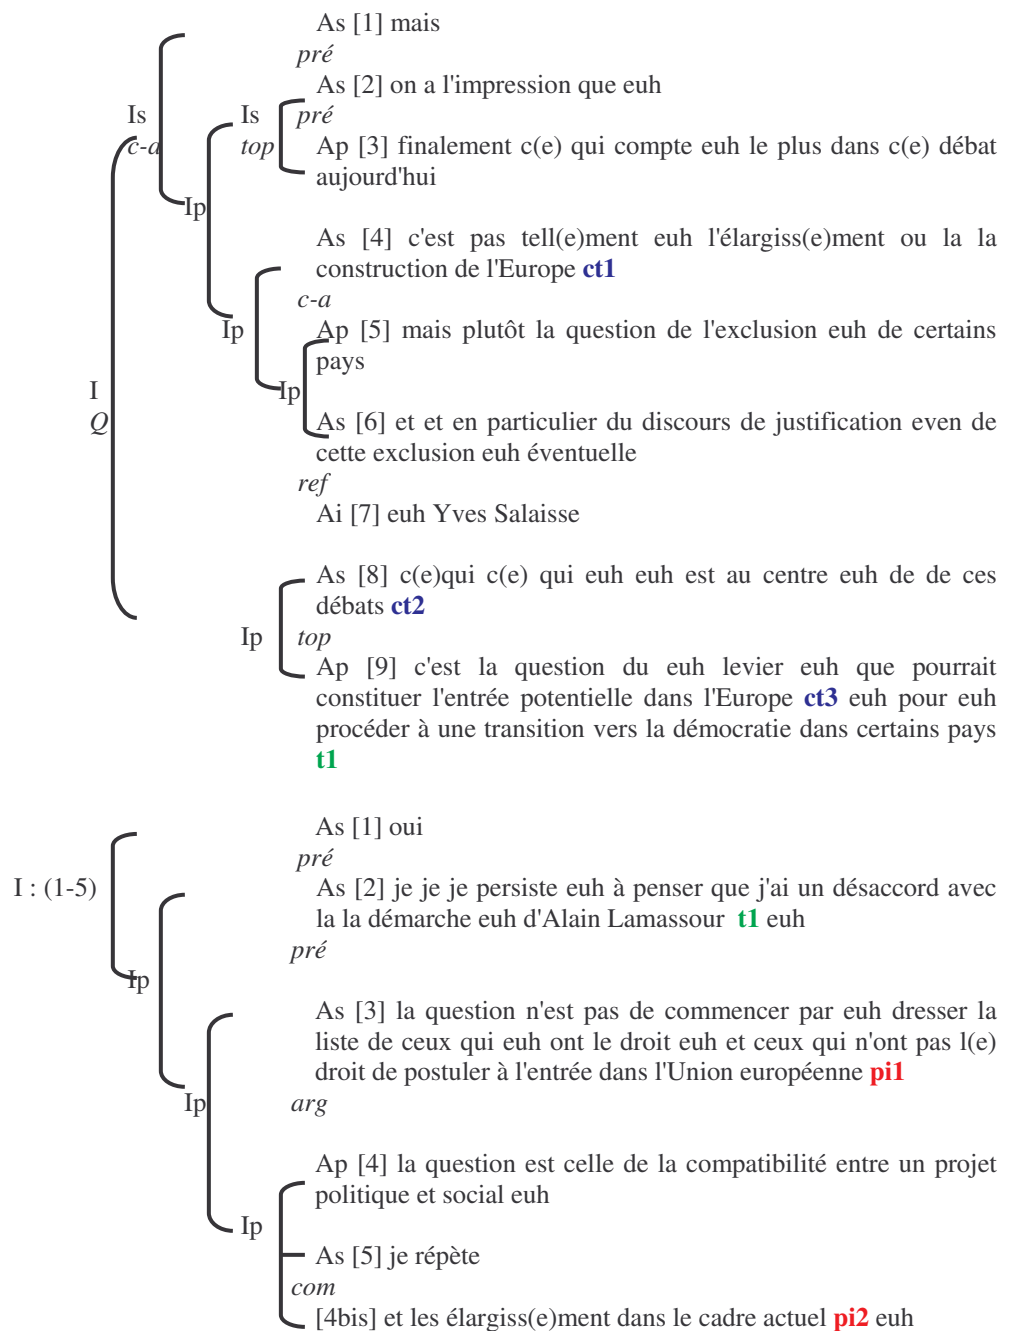 As [1] mais
pré
As [2] on a l'impression que euh
Is Is pré
c-a top Ap [3] finalement c(e) qui compte euh le plus dans c(e) débat
aujourd'hui
Ip
As [4] c'est pas tell(e)ment euh l'élargiss(e)ment ou la la
construction de l'Europe ct1
c-a
Ip Ap [5] mais plutôt la question de l'exclusion euh de certains
pays
I Ip
Q As [6] et et en particulier du discours de justification even de
cette exclusion euh éventuelle
ref
Ai [7] euh Yves Salaisse
As [8] c(e)qui c(e) qui euh euh est au centre euh de de ces
débats ct2
Ip top
Ap [9] c'est la question du euh levier euh que pourrait
constituer l'entrée potentielle dans l'Europe ct3 euh pour euh
procéder à une transition vers la démocratie dans certains pays
t1
As [1] oui
pré
I : (1-5) As [2] je je je persiste euh à penser que j'ai un désaccord avec
la la démarche euh d'Alain Lamassour t1 euh
pré
Ip
As [3] la question n'est pas de commencer par euh dresser la
liste de ceux qui euh ont le droit euh et ceux qui n'ont pas l(e)
droit de postuler à l'entrée dans l'Union européenne pi1
Ip arg
Ap [4] la question est celle de la compatibilité entre un projet
politique et social euh
Ip
As [5] je répète
com
[4bis] et les élargiss(e)ment dans le cadre actuel pi2 euh